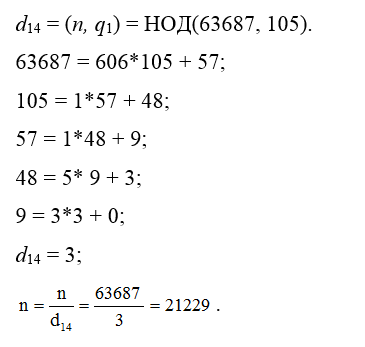 d₁₄ = (n, q₁) = НОД(63687, 105).
63687 = 606*105 + 57;
105 = 1*57 + 48;
57 = 1*48 + 9;
48 = 5* 9 + 3;
9 = 3*3 + 0;
d₁₄ = 3;
n = n/d₁₄ = 63687/3 = 21229 .